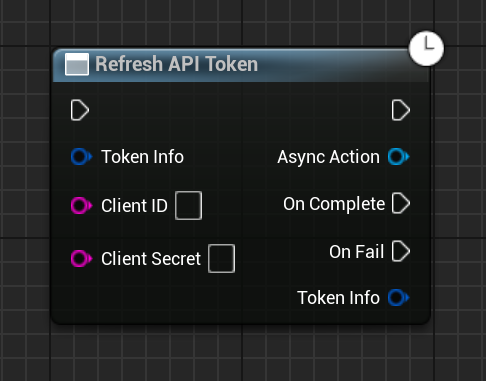 Refresh API Token
Token Info
Async Action
Client ID
On Complete
Client Secret
On Fail
Token Info